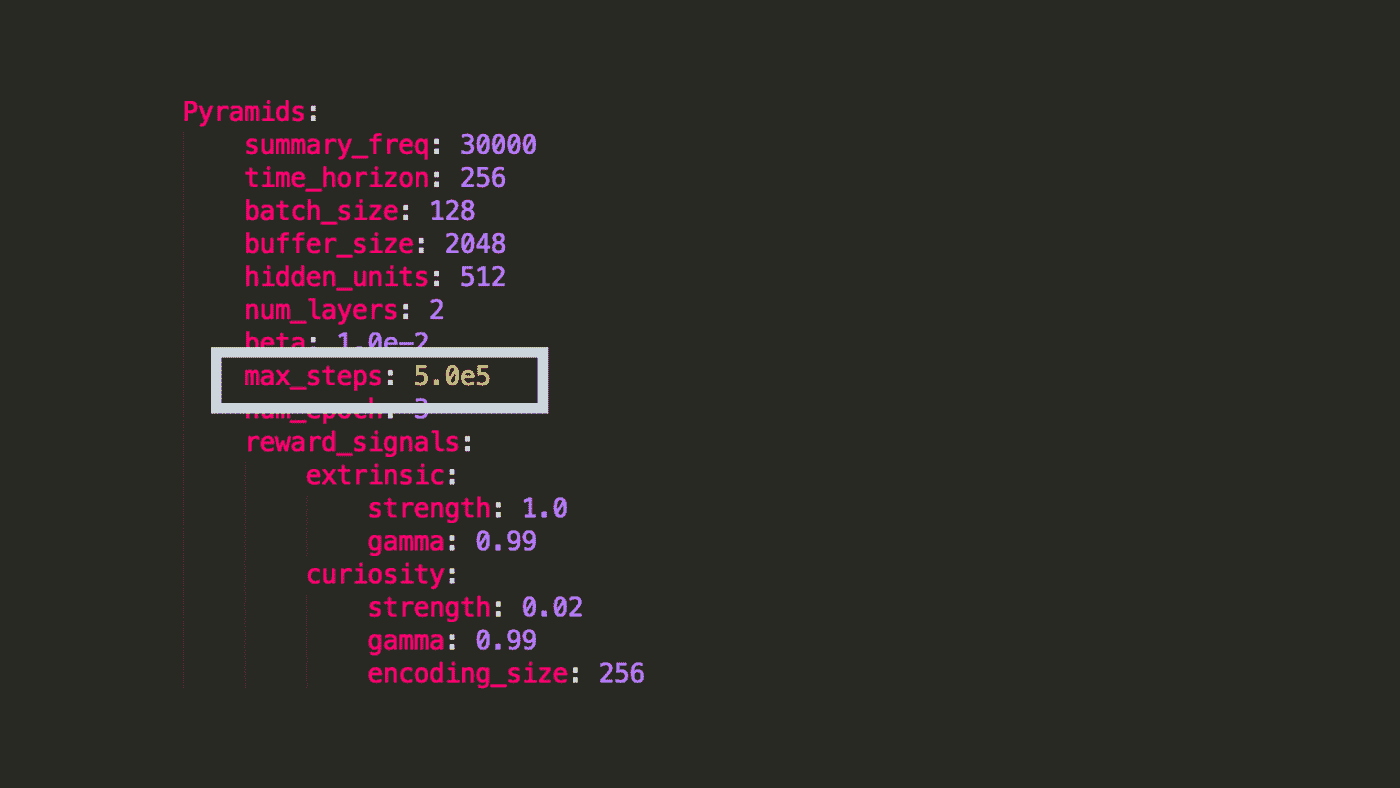 Pyramids:
summary_freq: 30000
time_horizon: 256
batch_size: 128
buffer_size: 2048
hidden_units: 512
num_layers: 2
beta: 1.0e-2
max_steps: 5.0e5
num_epoch: 3
reward_signals:
extrinsic:
strength: 1.0
gamma: 0.99
curiosity:
strength: 0.02
gamma: 0.99
encoding_size: 256